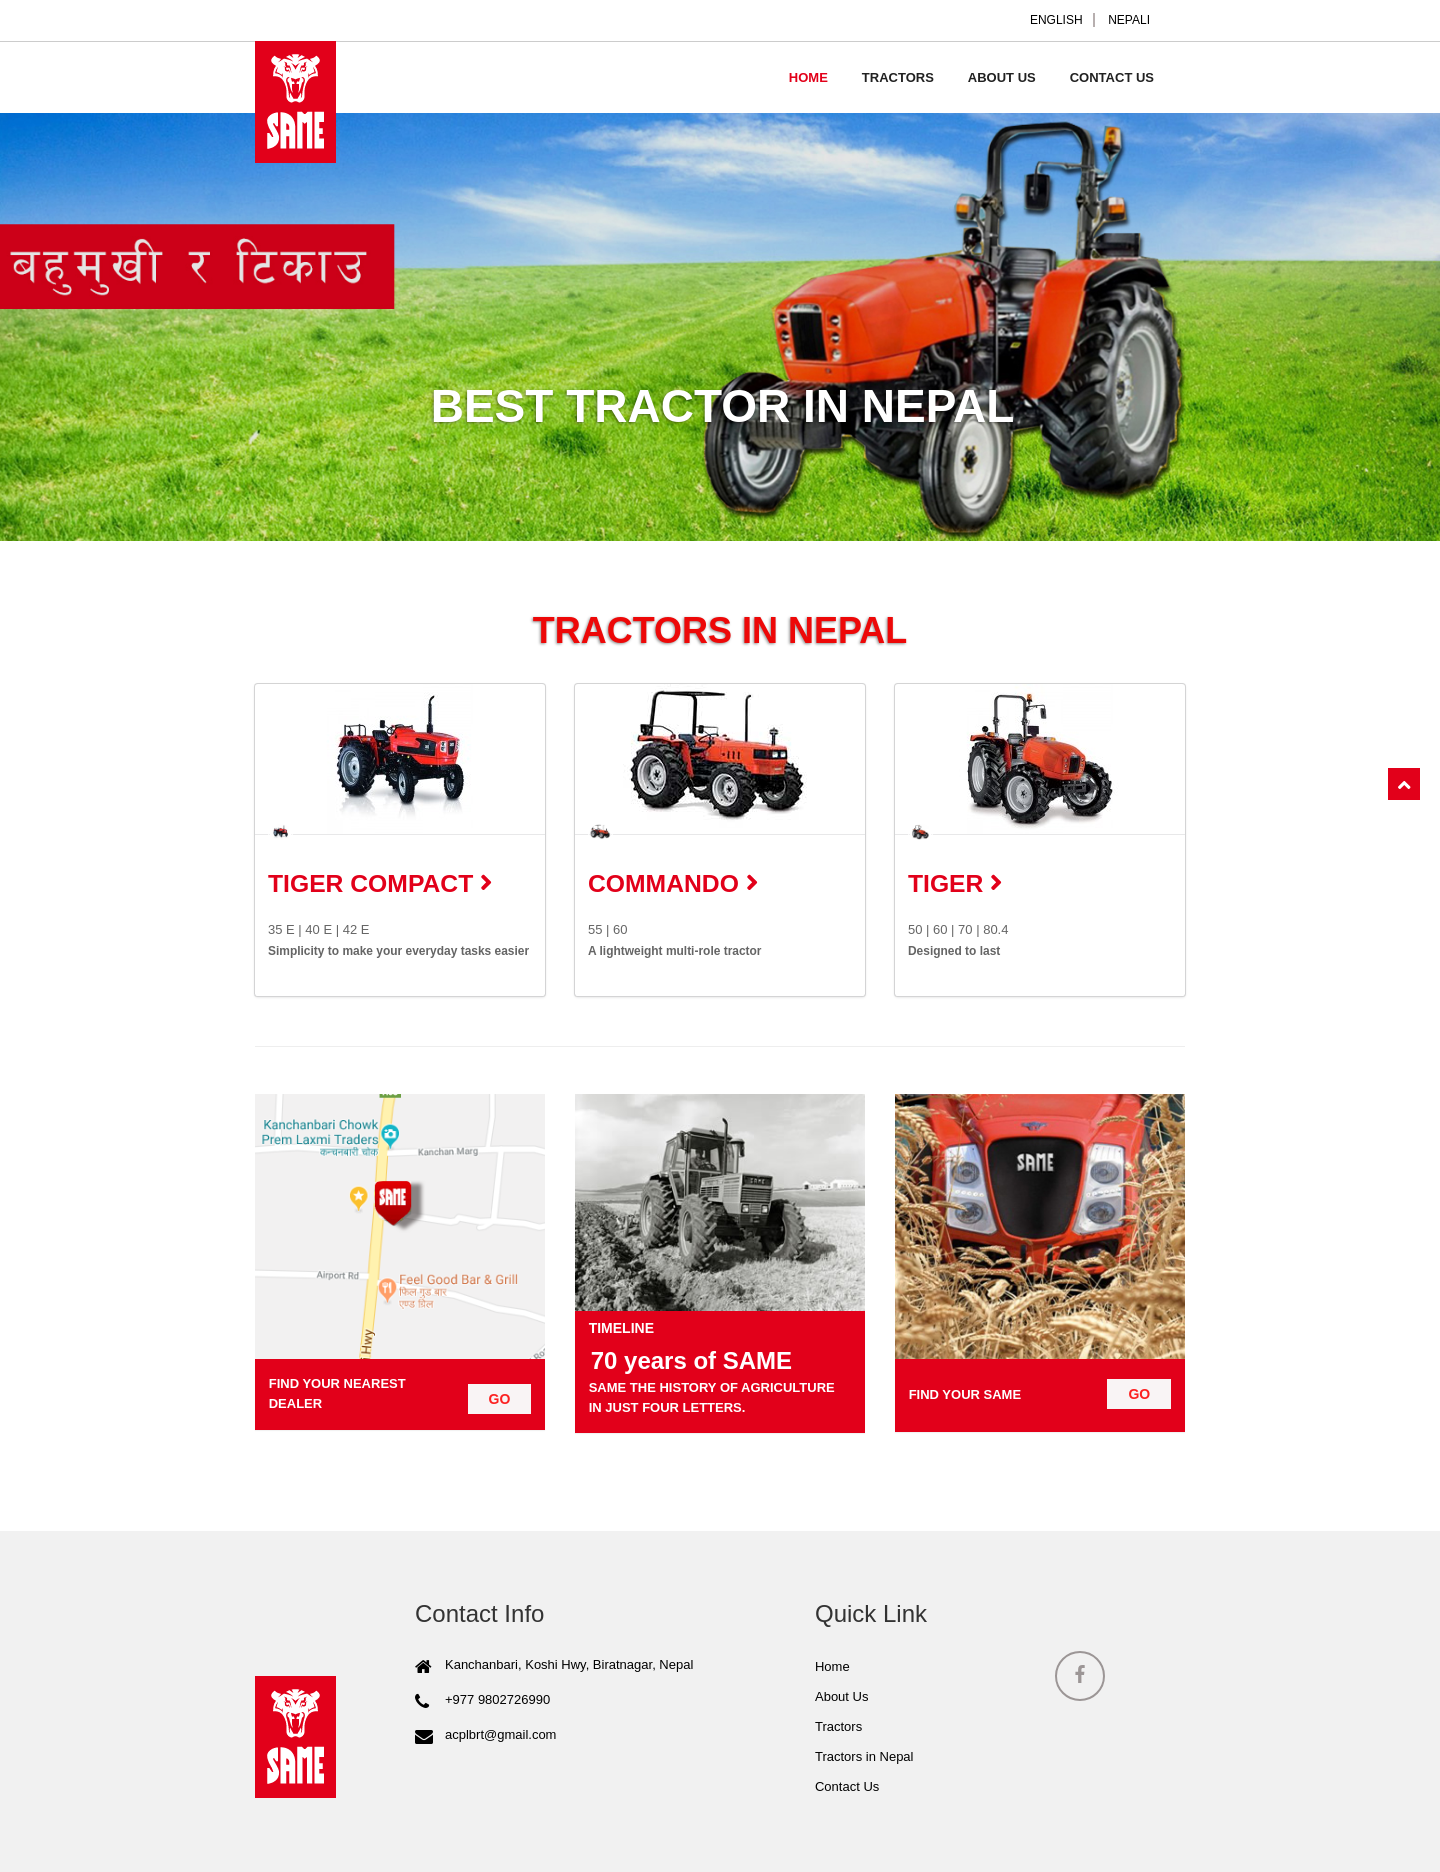 ENGLISH | NEPALI
SAME
HOME TRACTORS ABOUT US CONTACT US
बहुमुखी र टिकाउ
BEST TRACTOR IN NEPAL
TRACTORS IN NEPAL
TIGER COMPACT
35 E | 40 E | 42 E
Simplicity to make your everyday tasks easier
COMMANDO
55 | 60
A lightweight multi-role tractor
TIGER
50 | 60 | 70 | 80.4
Designed to last
Kanchanbari Chowk
Prem Laxmi Traders
कन्चनबारी चोक
Kanchan Marg
SAME
Airport Rd
Feel Good Bar & Grill
फिल गुड बार
एण्ड ग्रिल
Hwy
FIND YOUR NEAREST
DEALER
GO
SAME
TIMELINE
70 years of SAME
SAME THE HISTORY OF AGRICULTURE
IN JUST FOUR LETTERS.
SAME
FIND YOUR SAME
GO
SAME
Contact Info
Kanchanbari, Koshi Hwy, Biratnagar, Nepal
+977 9802726990
acplbrt@gmail.com
Quick Link
Home
About Us
Tractors
Tractors in Nepal
Contact Us